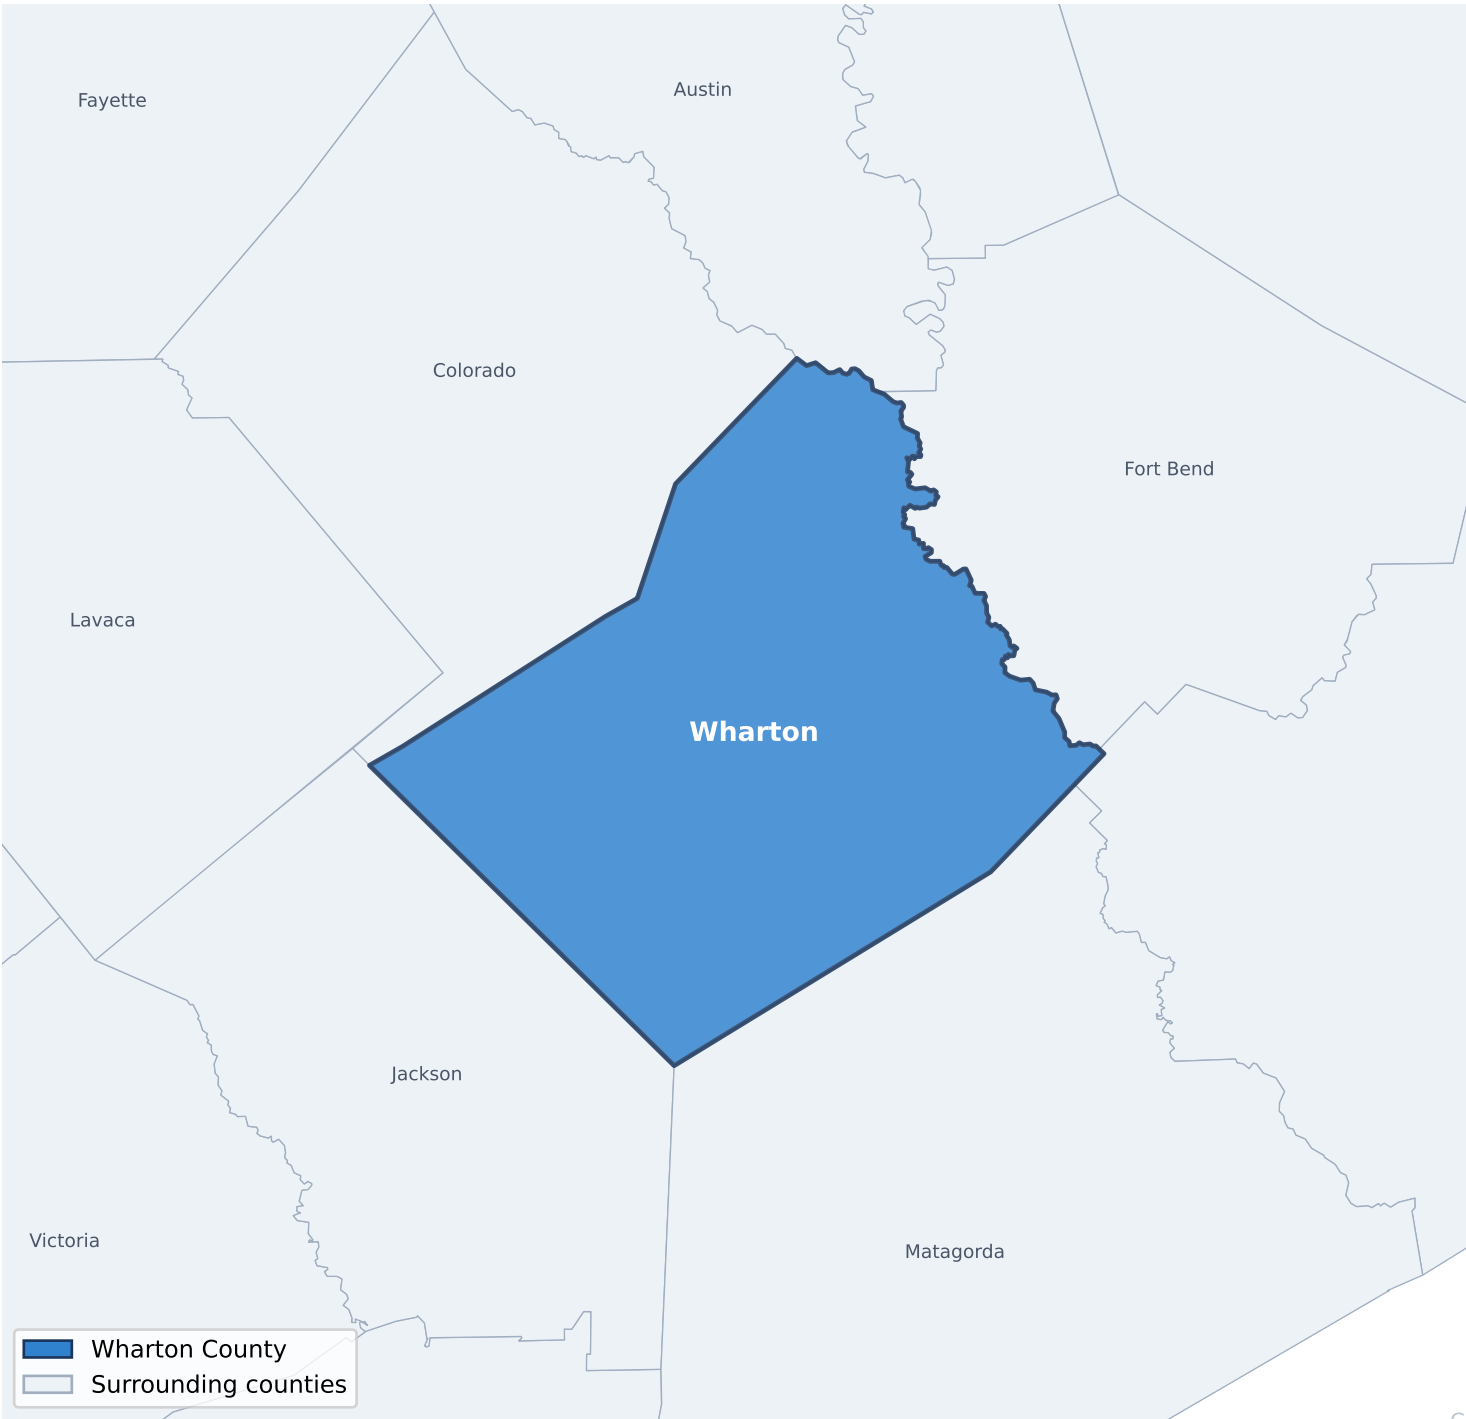 Austin
Fayette
Colorado
Fort Bend
Lavaca
Wharton
Jackson
Victoria
Matagorda
Wharton County
Surrounding counties